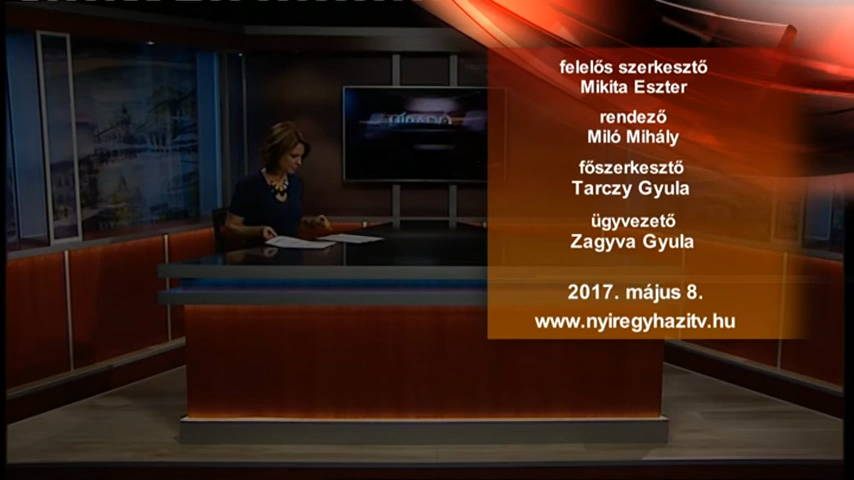 felelős szerkesztő
Mikita Eszter
rendező
Miló Mihály
főszerkesztő
Tarczy Gyula
ügyvezető
Zagyva Gyula
2017. május 8.
www.nyiregyhazitv.hu
HÍRADÓ